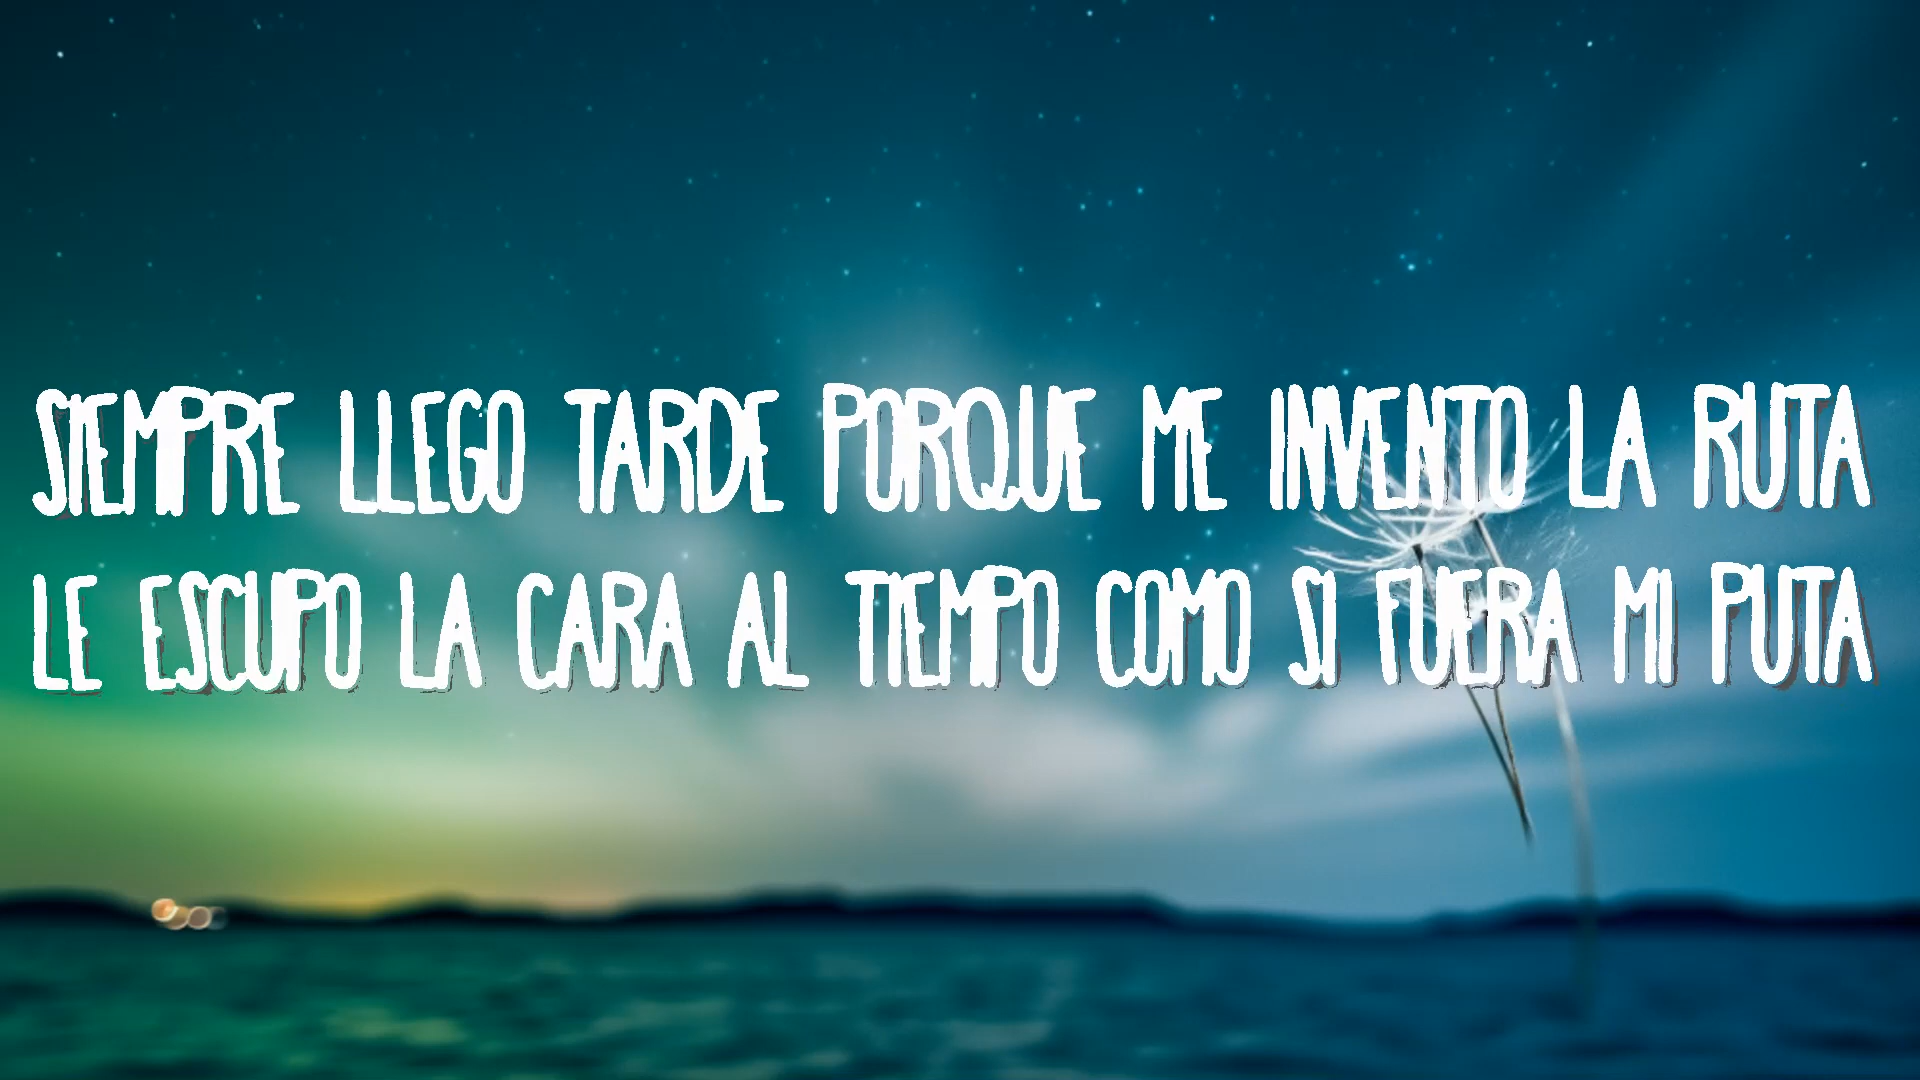 SIEMPRE LLEGO TARDE PORQUE ME INVENTO LA RUTA
LE ESCUPO LA CARA AL TIEMPO COMO SI FUERA MI PUTA